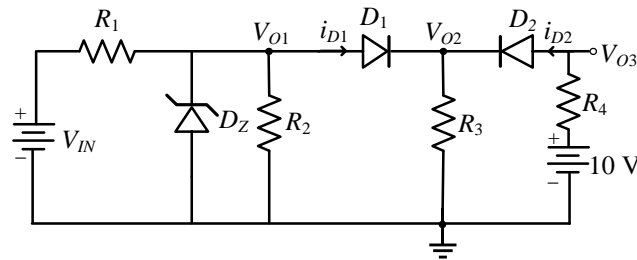 R1 VO1 iD1 D1 VO2 D2 iD2 VO3
+ VIN − DZ R2 R3 R4 + 10 V −